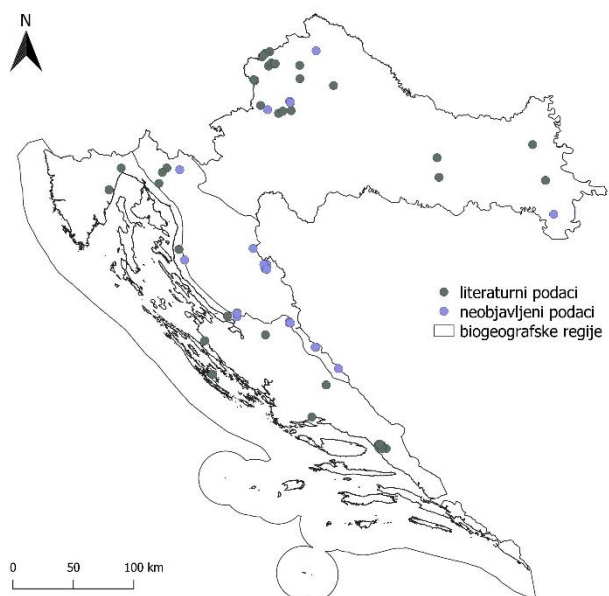 N
literaturni podaci
neobjavljeni podaci
biogeografske regije
0 50 100 km